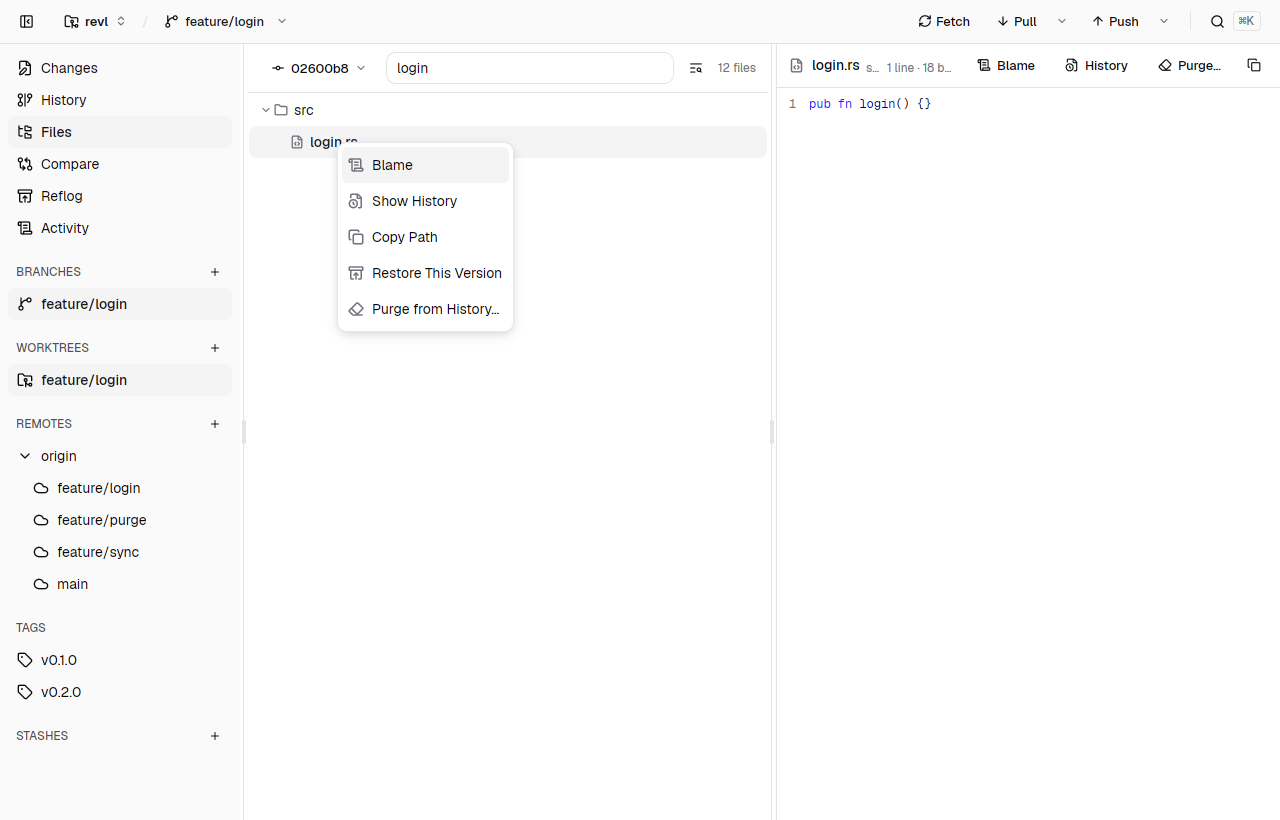 revl / feature/login Fetch Pull Push ⌘K
Changes
History
Files
Compare
Reflog
Activity
BRANCHES
feature/login
WORKTREES
feature/login
REMOTES
origin
feature/login
feature/purge
feature/sync
main
TAGS
v0.1.0
v0.2.0
STASHES
02600b8 login 12 files
src
login.rs
Blame
Show History
Copy Path
Restore This Version
Purge from History...
login.rs s... 1 line · 18 b... Blame History Purge...
1 pub fn login() {}